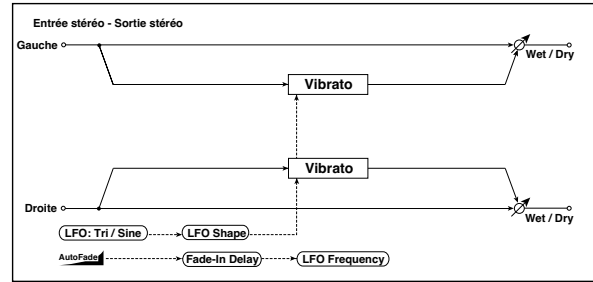 Entrée stéréo - Sortie stéréo
Gauche
Wet / Dry
Vibrato
Vibrato
Droite
Wet / Dry
LFO: Tri / Sine
LFO Shape
AutoFade
Fade-In Delay
LFO Frequency